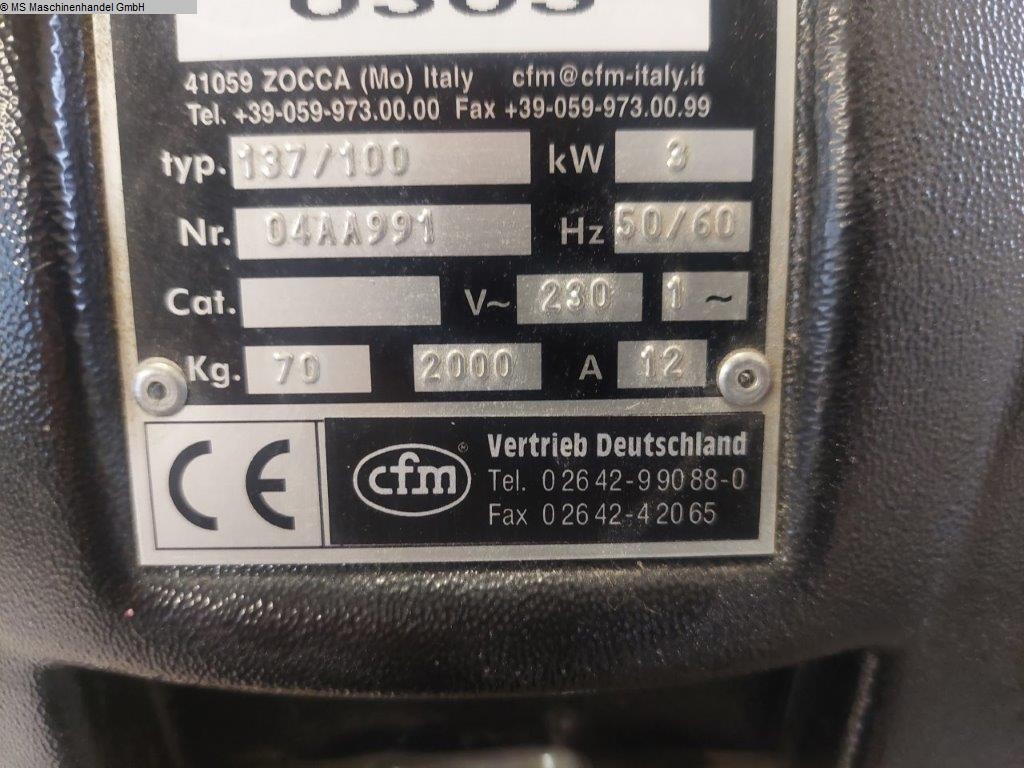 © MS Maschinenhandel GmbH
41059 ZOCCA (Mo) Italy cfm@cfm-italy.it
Tel. +39-059-973.00.00 Fax +39-059-973.00.99
typ. 137/100 kW 3
Nr. 04AA991 Hz 50/60
Cat. V~ 230 1 ~
Kg. 70 2000 A 12
CE cfm® Vertrieb Deutschland
Tel. 0 26 42-9 90 88-0
Fax 0 26 42-4 20 65